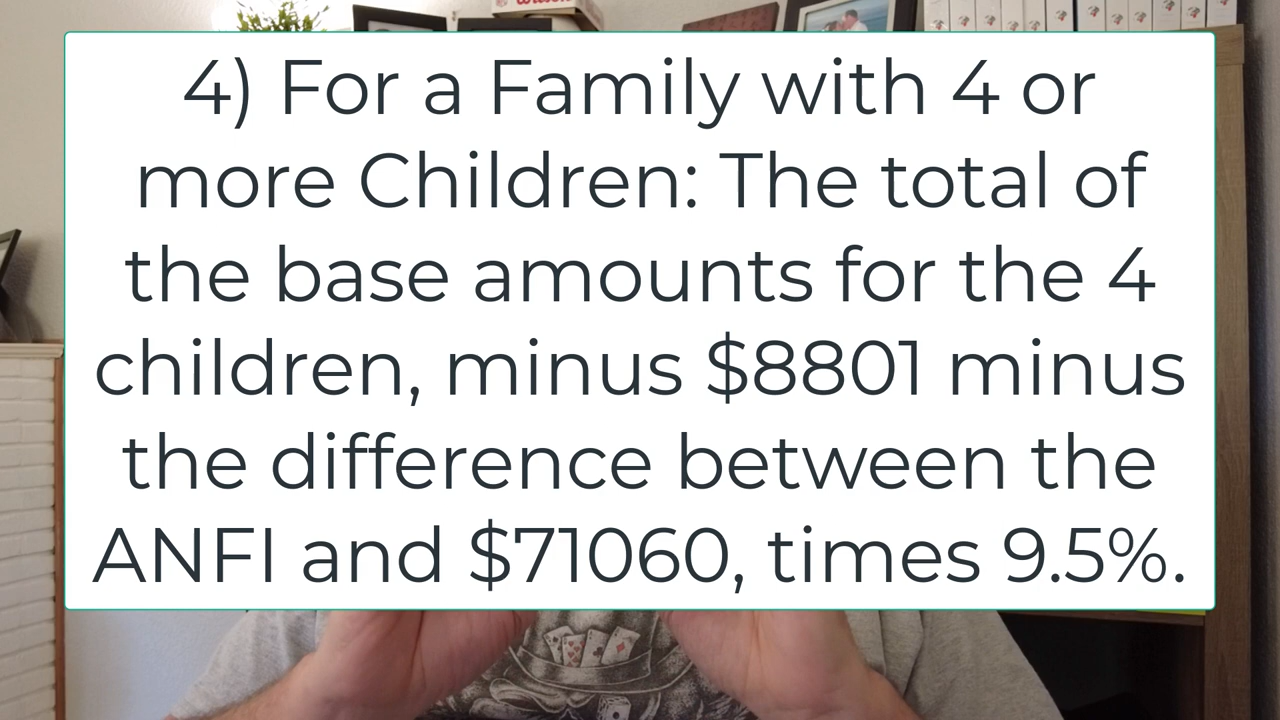 4) For a Family with 4 or
more Children: The total of
the base amounts for the 4
children, minus $8801 minus
the difference between the
ANFI and $71060, times 9.5%.